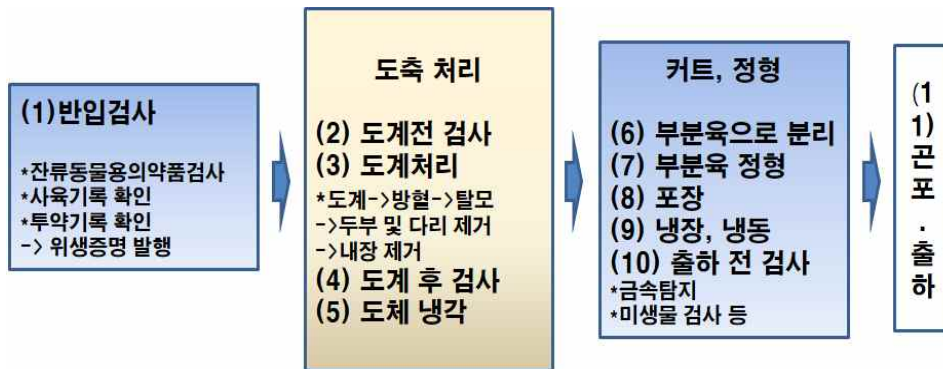 (1)반입검사
*잔류동물용의약품검사
*사육기록 확인
*투약기록 확인
-> 위생증명 발행
도축 처리
(2) 도계전 검사
(3) 도계처리
*도계->방혈->탈모
->두부 및 다리 제거
->내장 제거
(4) 도계 후 검사
(5) 도체 냉각
커트, 정형
(6) 부분육으로 분리
(7) 부분육 정형
(8) 포장
(9) 냉장, 냉동
(10) 출하 전 검사
*금속탐지
*미생물 검사 등
(1
1)
곤
포
·
출
하